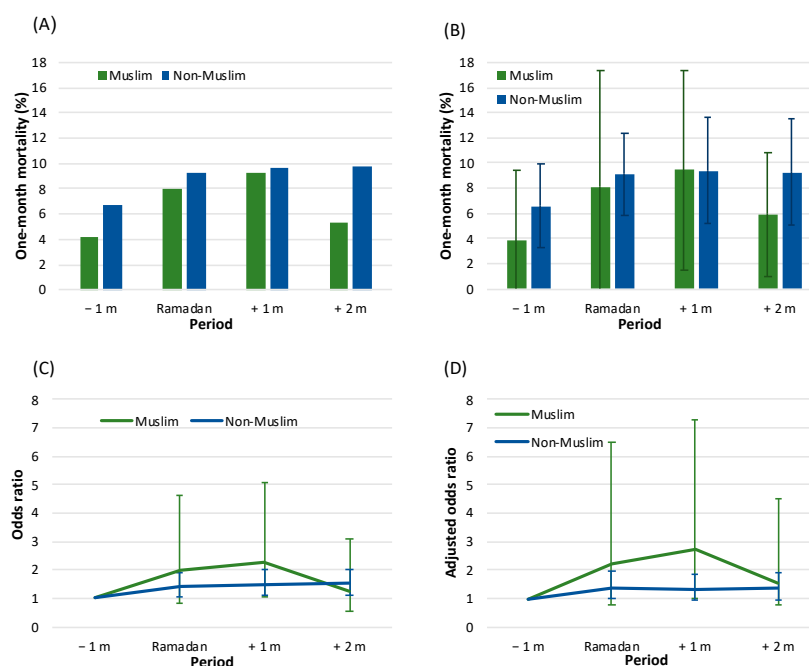 (A)
One-month mortality (%)
18
16
14
12
10
8
6
4
2
0
Muslim Non-Muslim
− 1 m Ramadan + 1 m + 2 m
Period
(B)
One-month mortality (%)
18
16
14
12
10
8
6
4
2
0
Muslim
Non-Muslim
− 1 m Ramadan + 1 m + 2 m
Period
(C)
Odds ratio
8
7
6
5
4
3
2
1
0
Muslim Non-Muslim
− 1 m Ramadan + 1 m + 2 m
Period
(D)
Adjusted odds ratio
8
7
6
5
4
3
2
1
0
Muslim
Non-Muslim
− 1 m Ramadan + 1 m + 2 m
Period